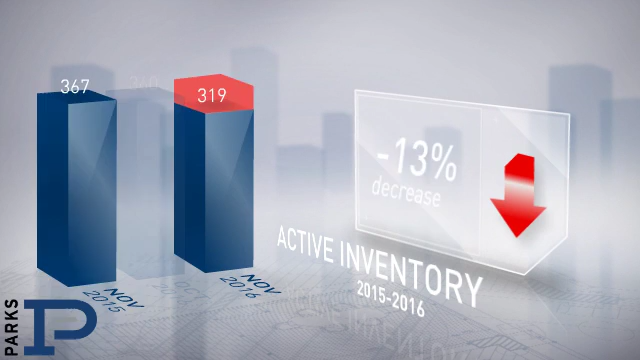 367
319
-13%
decrease
ACTIVE INVENTORY
2015-2016
NOV
2015
NOV
2016
PARKS
P